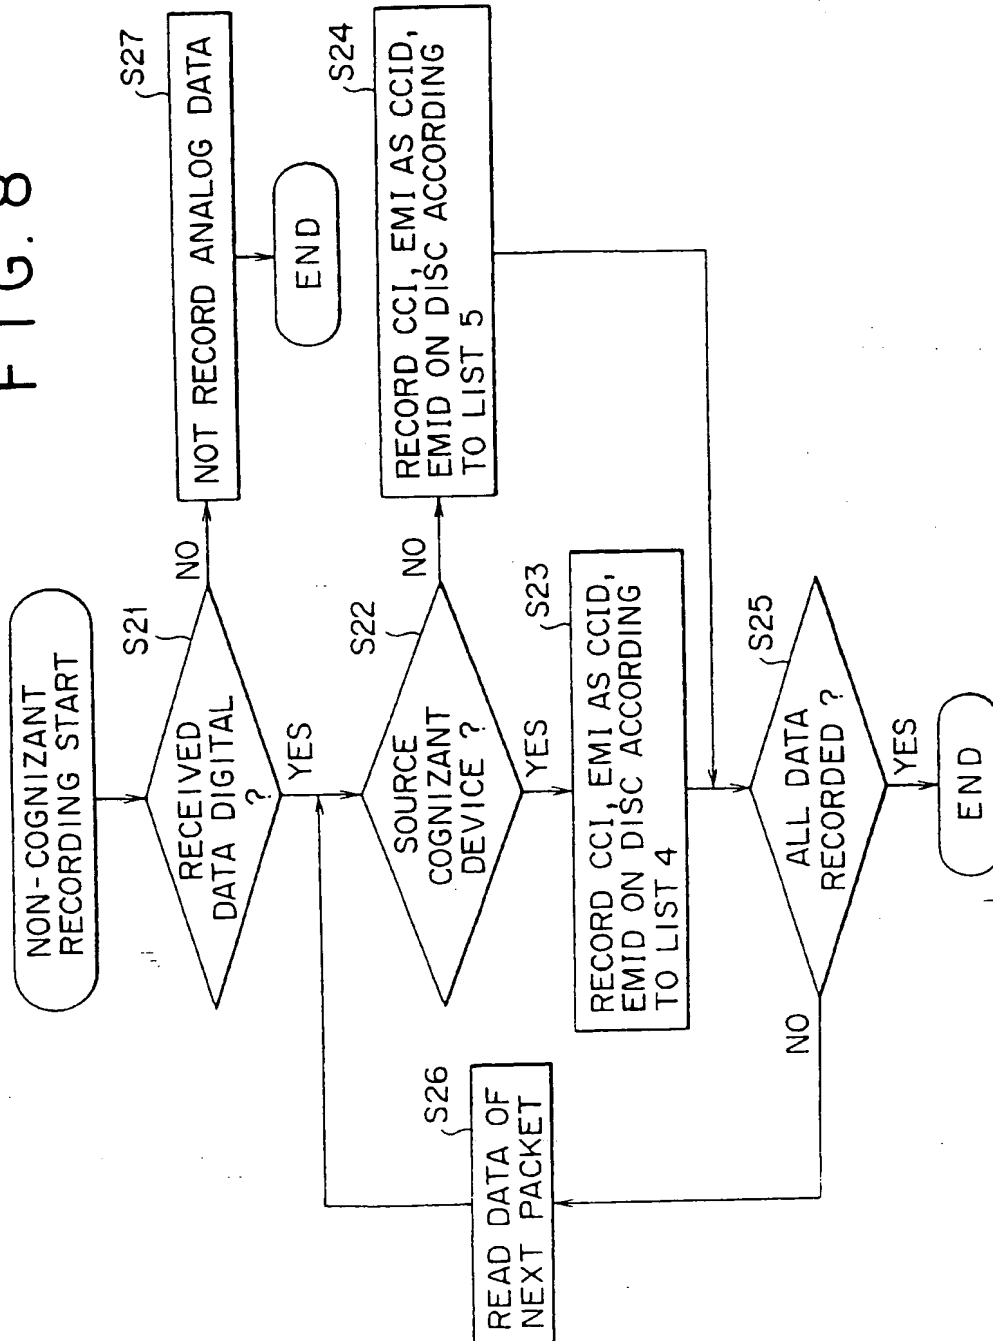 FIG. 8
NON-COGNIZANT
RECORDING START
S21
RECEIVED
DATA DIGITAL
?
NO
YES
S27
NOT RECORD ANALOG DATA
END
S22
SOURCE
COGNIZANT
DEVICE ?
NO
YES
S24
RECORD CCI, EMI AS CCID,
EMID ON DISC ACCORDING
TO LIST 5
S23
RECORD CCI, EMI AS CCID,
EMID ON DISC ACCORDING
TO LIST 4
S26
READ DATA OF
NEXT PACKET
S25
ALL DATA
RECORDED ?
NO
YES
END